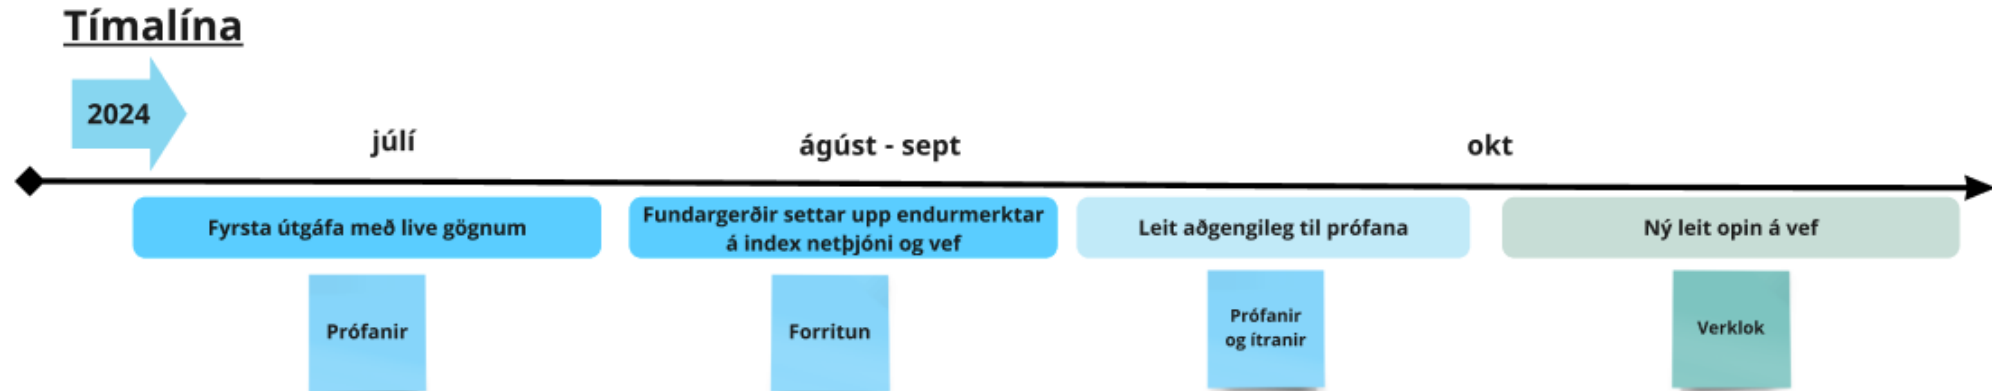 Tímalína
2024
júlí
ágúst - sept
okt
Fyrsta útgáfa með live gögnum
Fundargerðir settar upp endurmerktar
á index netþjóni og vef
Leit aðgengileg til prófana
Ný leit opin á vef
Prófanir
Forritun
Prófanir
og ítranir
Verklok